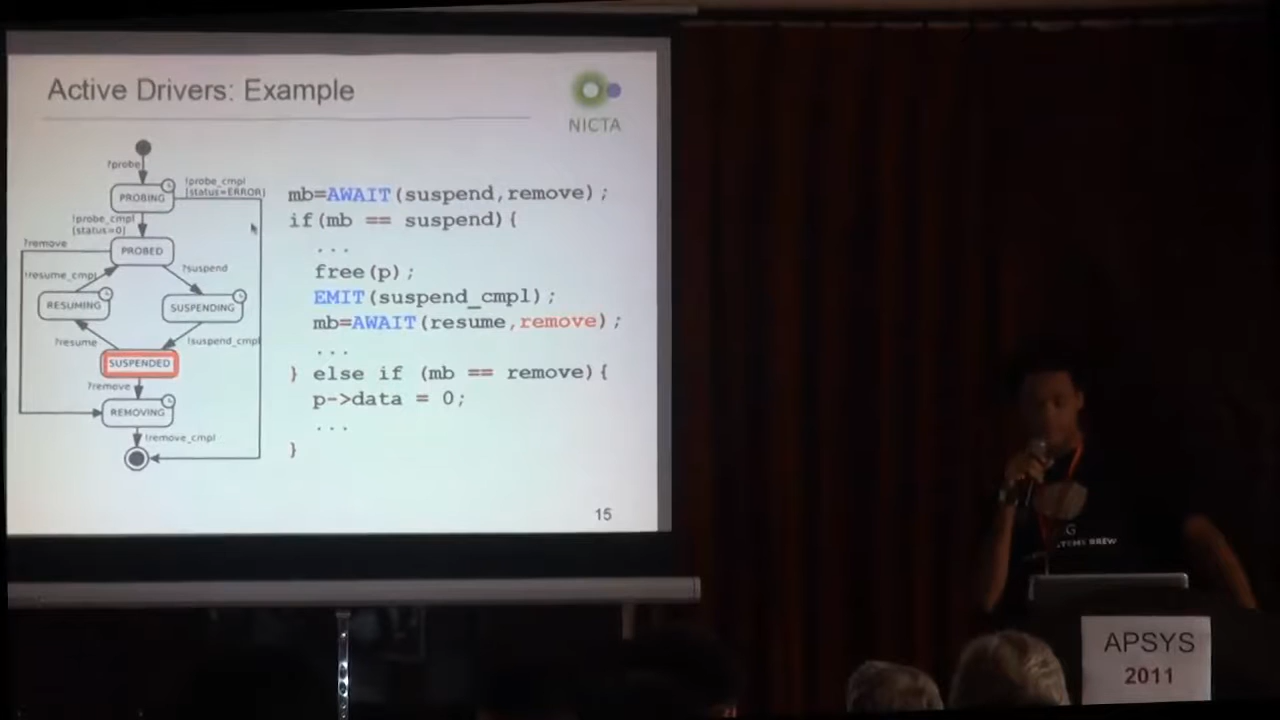 Active Drivers: Example
NICTA
?probe
!probe_cmpl
[status=ERROR]
PROBING
!probe_cmpl
[status=0]
?remove
PROBED
!resume_cmpl
?suspend
RESUMING
SUSPENDING
?resume
!suspend_cmpl
SUSPENDED
?remove
REMOVING
!remove_cmpl
mb=AWAIT(suspend,remove);
if(mb == suspend){
...
free(p);
EMIT(suspend_cmpl);
mb=AWAIT(resume,remove);
...
} else if (mb == remove){
p->data = 0;
...
}
15
BREW
APSYS
2011